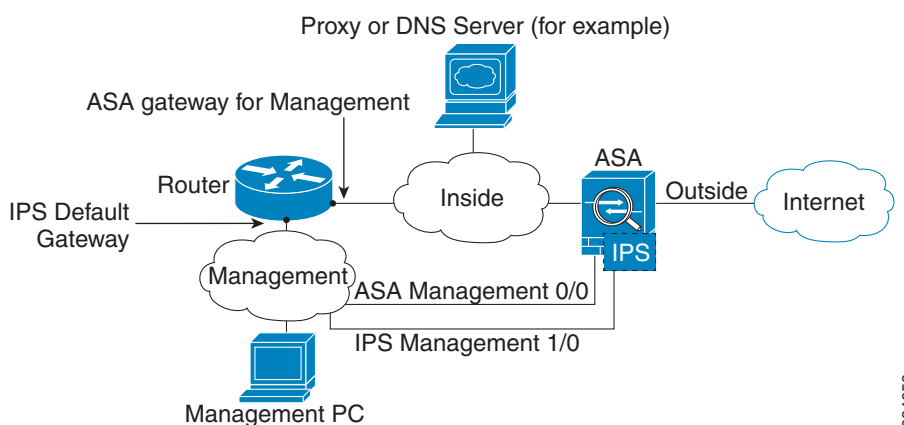 Proxy or DNS Server (for example)
ASA gateway for Management
ASA
Router
Inside
Outside
Internet
IPS Default
Gateway
IPS
Management
ASA Management 0/0
IPS Management 1/0
Management PC